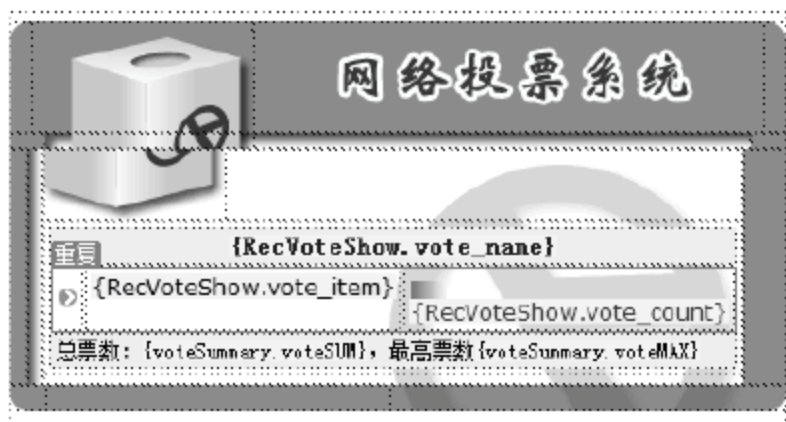 网络投票系统
重复
{RecVoteShow.vote_name}
{RecVoteShow.vote_item}
{RecVoteShow.vote_count}
总票数：{voteSummary.voteSUM}，最高票数{voteSummary.voteMAX}